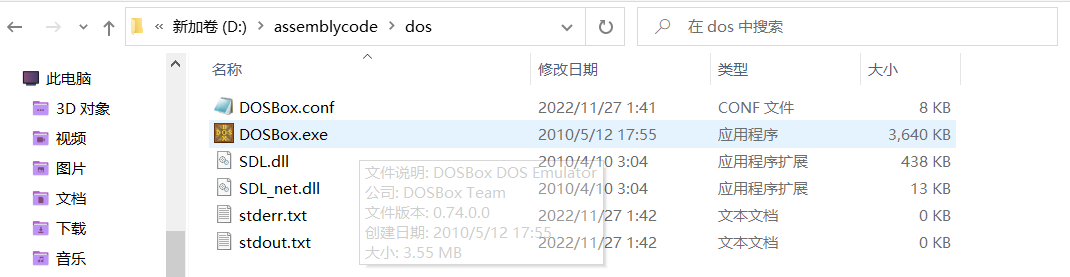 « 新加卷 (D:) > assemblycode > dos
在 dos 中搜索
此电脑
3D 对象
视频
图片
文档
下载
音乐
名称 修改日期 类型 大小
DOSBox.conf 2022/11/27 1:41 CONF 文件 8 KB
DOSBox.exe 2010/5/12 17:55 应用程序 3,640 KB
SDL.dll 2010/4/10 3:04 应用程序扩展 438 KB
SDL_net.dll 2010/4/10 3:04 应用程序扩展 13 KB
stderr.txt 2022/11/27 1:42 文本文档 0 KB
stdout.txt 2022/11/27 1:42 文本文档 0 KB
文件说明: DOSBox DOS Emulator
公司: DOSBox Team
文件版本: 0.74.0.0
创建日期: 2010/5/12 17:55
大小: 3.55 MB